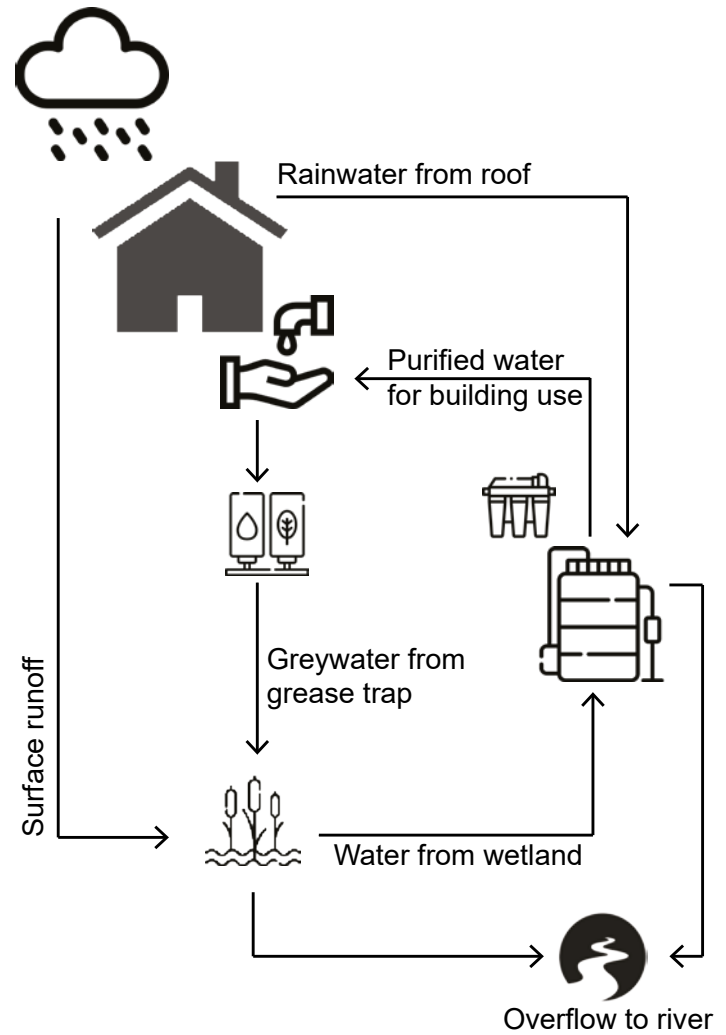 Rainwater from roof
Purified water
for building use
Greywater from
grease trap
Surface runoff
Water from wetland
Overflow to river